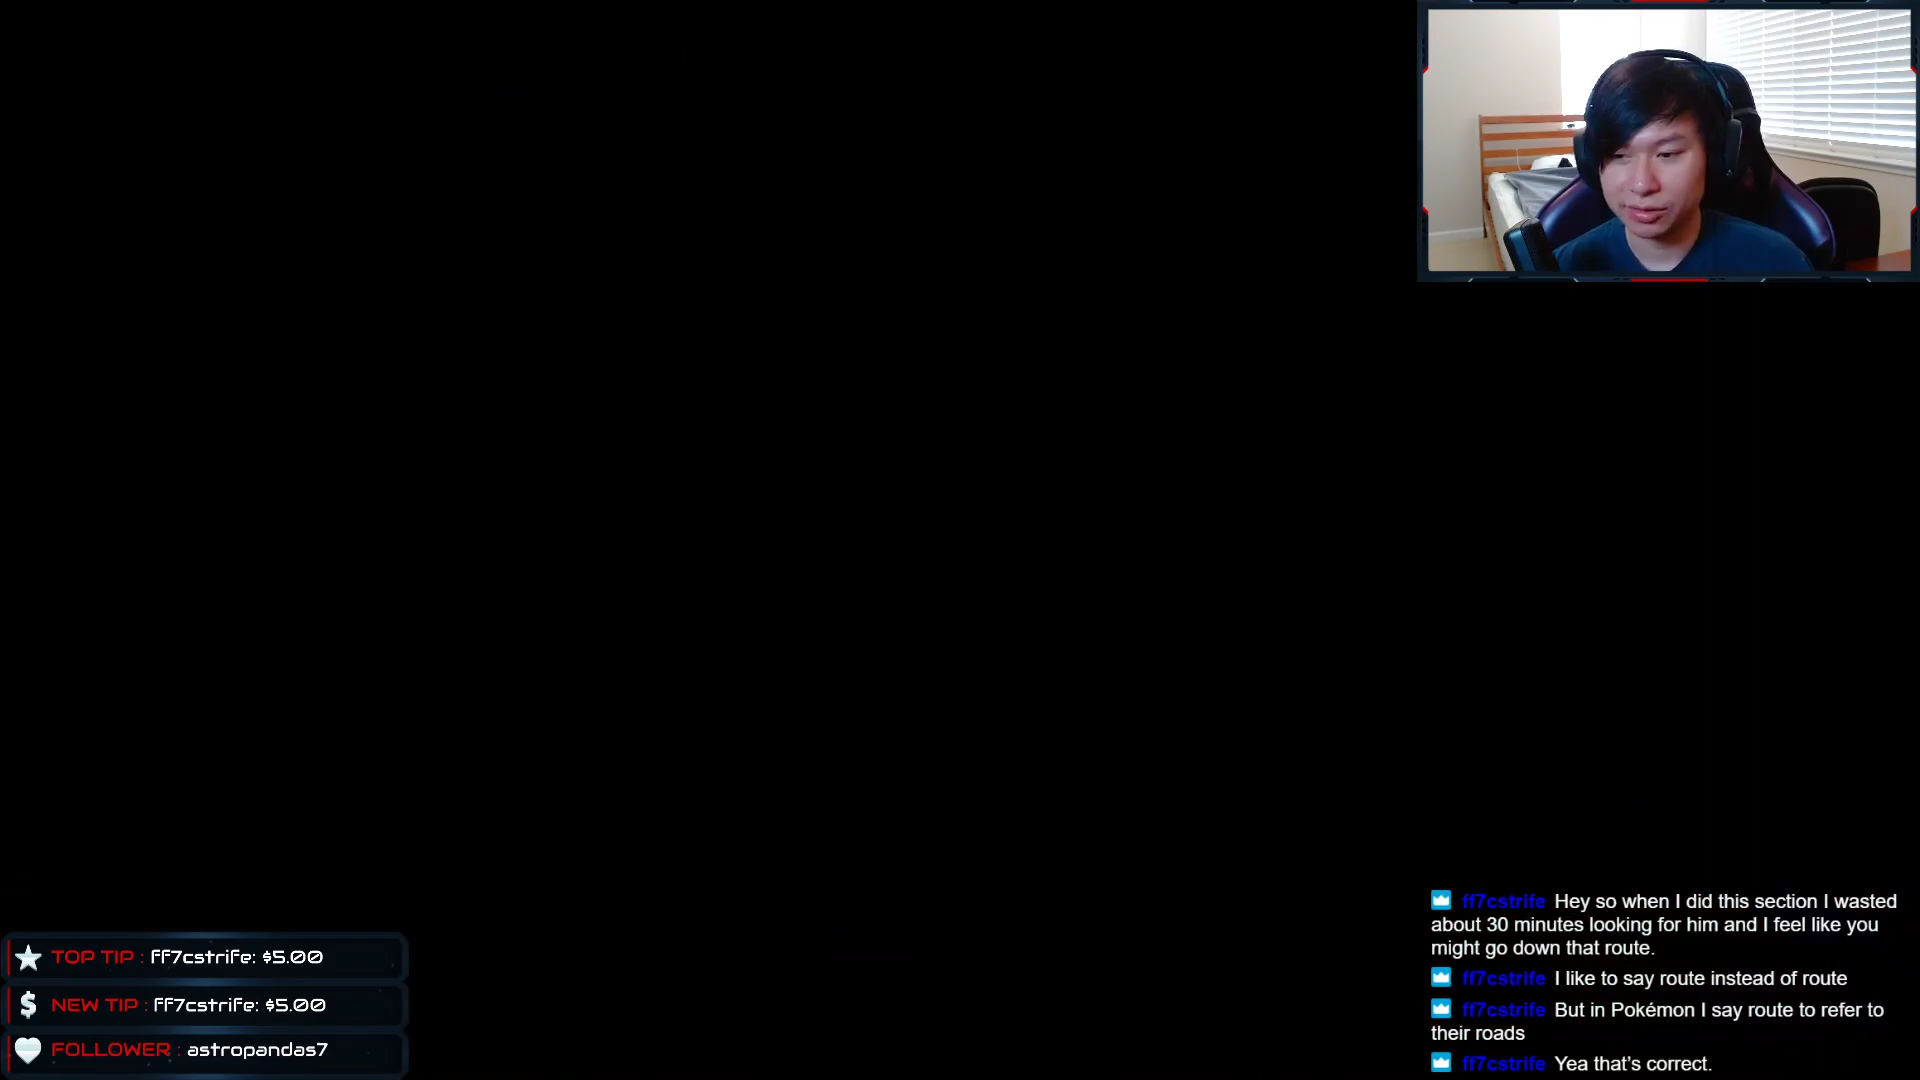 ff7cstrife Hey so when I did this section I wasted
about 30 minutes looking for him and I feel like you
might go down that route.
ff7cstrife I like to say route instead of route
ff7cstrife But in Pokémon I say route to refer to
their roads
ff7cstrife Yea that's correct.
TOP TIP : ff7cstrife: $5.00
NEW TIP : ff7cstrife: $5.00
FOLLOWER : astropandas7